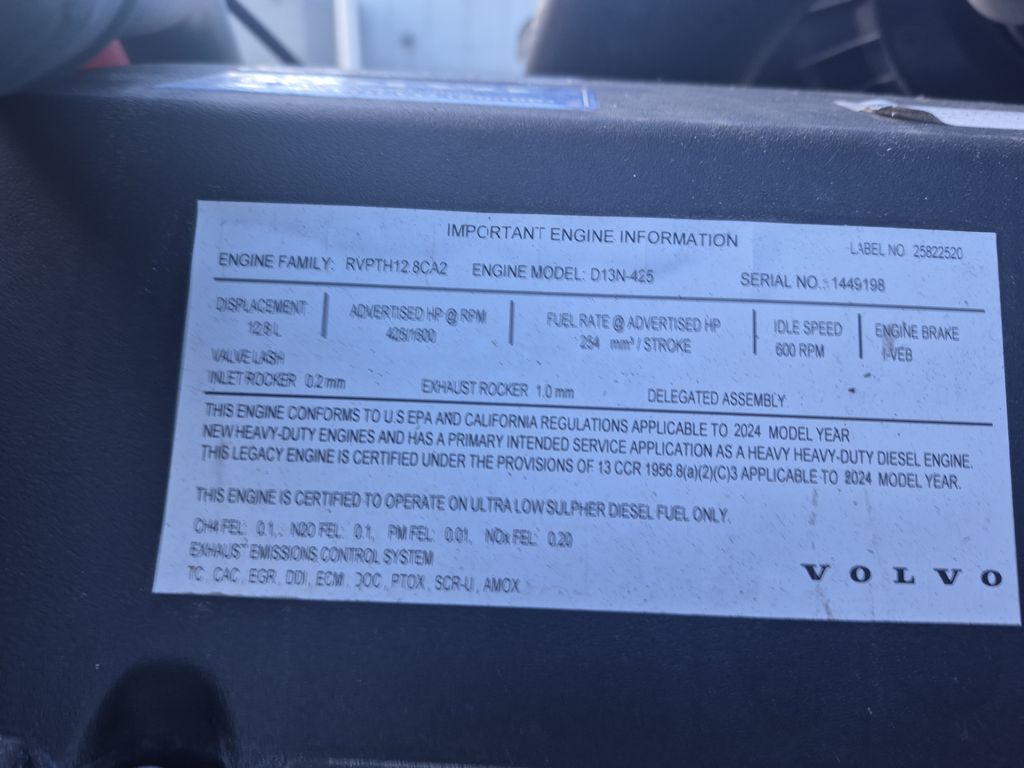 IMPORTANT ENGINE INFORMATION
LABEL NO 25822520
ENGINE FAMILY: RVPTH12.8CA2 ENGINE MODEL: D13N-425 SERIAL NO.: 1449198
DISPLACEMENT ADVERTISED HP @ RPM FUEL RATE @ ADVERTISED HP IDLE SPEED ENGINE BRAKE
12.8 L 425/1600 254 mm³ / STROKE 600 RPM I-VEB
VALVE LASH
INLET ROCKER 0.2 mm EXHAUST ROCKER 1.0 mm DELEGATED ASSEMBLY
THIS ENGINE CONFORMS TO U.S EPA AND CALIFORNIA REGULATIONS APPLICABLE TO 2024 MODEL YEAR
NEW HEAVY-DUTY ENGINES AND HAS A PRIMARY INTENDED SERVICE APPLICATION AS A HEAVY HEAVY-DUTY DIESEL ENGINE.
THIS LEGACY ENGINE IS CERTIFIED UNDER THE PROVISIONS OF 13 CCR 1956.8(a)(2)(C)3 APPLICABLE TO 2024 MODEL YEAR.
THIS ENGINE IS CERTIFIED TO OPERATE ON ULTRA LOW SULPHER DIESEL FUEL ONLY.
CH4 FEL: 0.1, N2O FEL: 0.1, PM FEL: 0.01, NOx FEL: 0.20
EXHAUST EMISSIONS CONTROL SYSTEM
TC, CAC, EGR, DDI, ECM, DOC, PTOX, SCR-U, AMOX
VOLVO